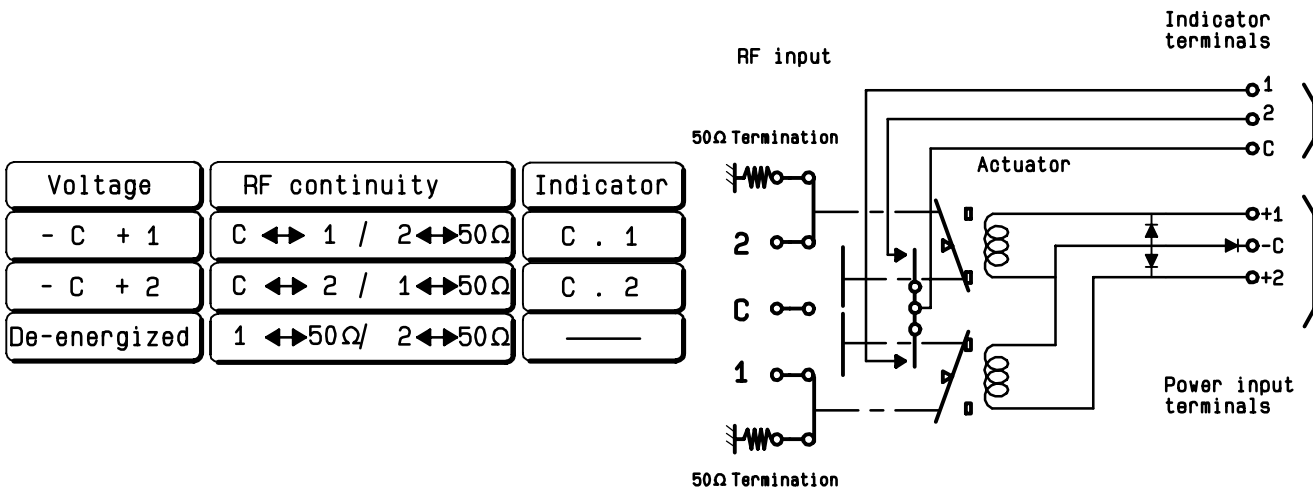 Voltage RF continuity Indicator
- C + 1 C ↔ 1 / 2↔50Ω C . 1
- C + 2 C ↔ 2 / 1↔50Ω C . 2
De-energized 1 ↔50Ω/ 2↔50Ω ———
RF input
Indicator
terminals
1
2
C
50Ω Termination
Actuator
2
C
1
50Ω Termination
+1
-C
+2
Power input
terminals